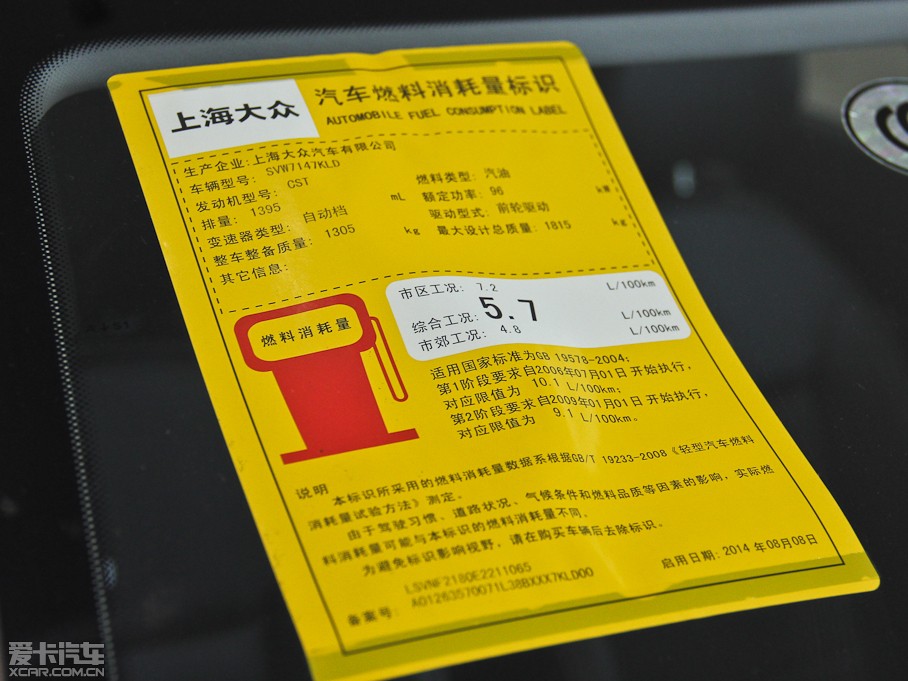 上海大众
汽车燃料消耗量标识
AUTOMOBILE FUEL CONSUMPTION LABEL
生产企业:上海大众汽车有限公司
车辆型号: SVW7147KLD
发动机型号: CST 燃料类型: 汽油
排量: 1395 mL 额定功率: 96 kW
变速器类型: 自动档 驱动型式: 前轮驱动
整车整备质量: 1305 kg 最大设计总质量: 1815 kg
其它信息:
燃料消耗量
市区工况: 7.2 L/100km
综合工况: 5.7 L/100km
市郊工况: 4.8 L/100km
适用国家标准为GB 19578-2004;
第1阶段要求自2006年07月01日 开始执行,
对应限值为 10.1 L/100km;
第2阶段要求自2009年01月01日 开始执行,
对应限值为 9.1 L/100km。
说明
本标识所采用的燃料消耗量数据系根据GB/T 19233-2008《轻型汽车燃料
消耗量试验方法》测定。
由于驾驶习惯、道路状况、气候条件和燃料品质等因素的影响,实际燃
料消耗量可能与本标识的燃料消耗量不同。
为避免标识影响视野,请在购买车辆后去除标识。
LSVNF2180E2211065
备案号: A01263570071L38BXXX7KLD00
启用日期: 2014 年08月08日
爱卡汽车
XCAR.COM.CN